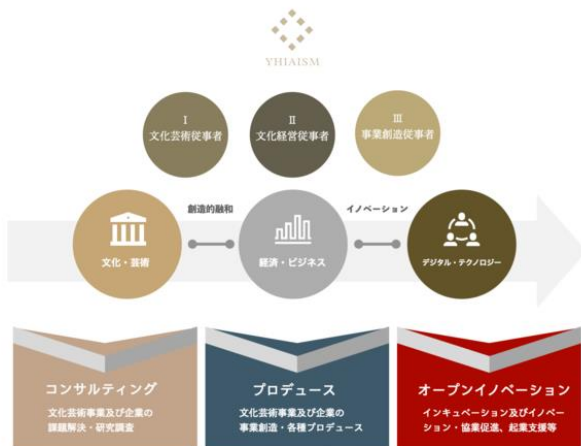 YHIAISM
I
文化芸術従事者
II
文化経営従事者
III
事業創造従事者
創造的融和
イノベーション
文化・芸術
経済・ビジネス
デジタル・テクノロジー
コンサルティング
文化芸術事業及び企業の
課題解決・研究調査
プロデュース
文化芸術事業及び企業の
事業創造・各種プロデュース
オープンイノベーション
インキュベーション及びイノベー
ション・協業促進、起業支援等